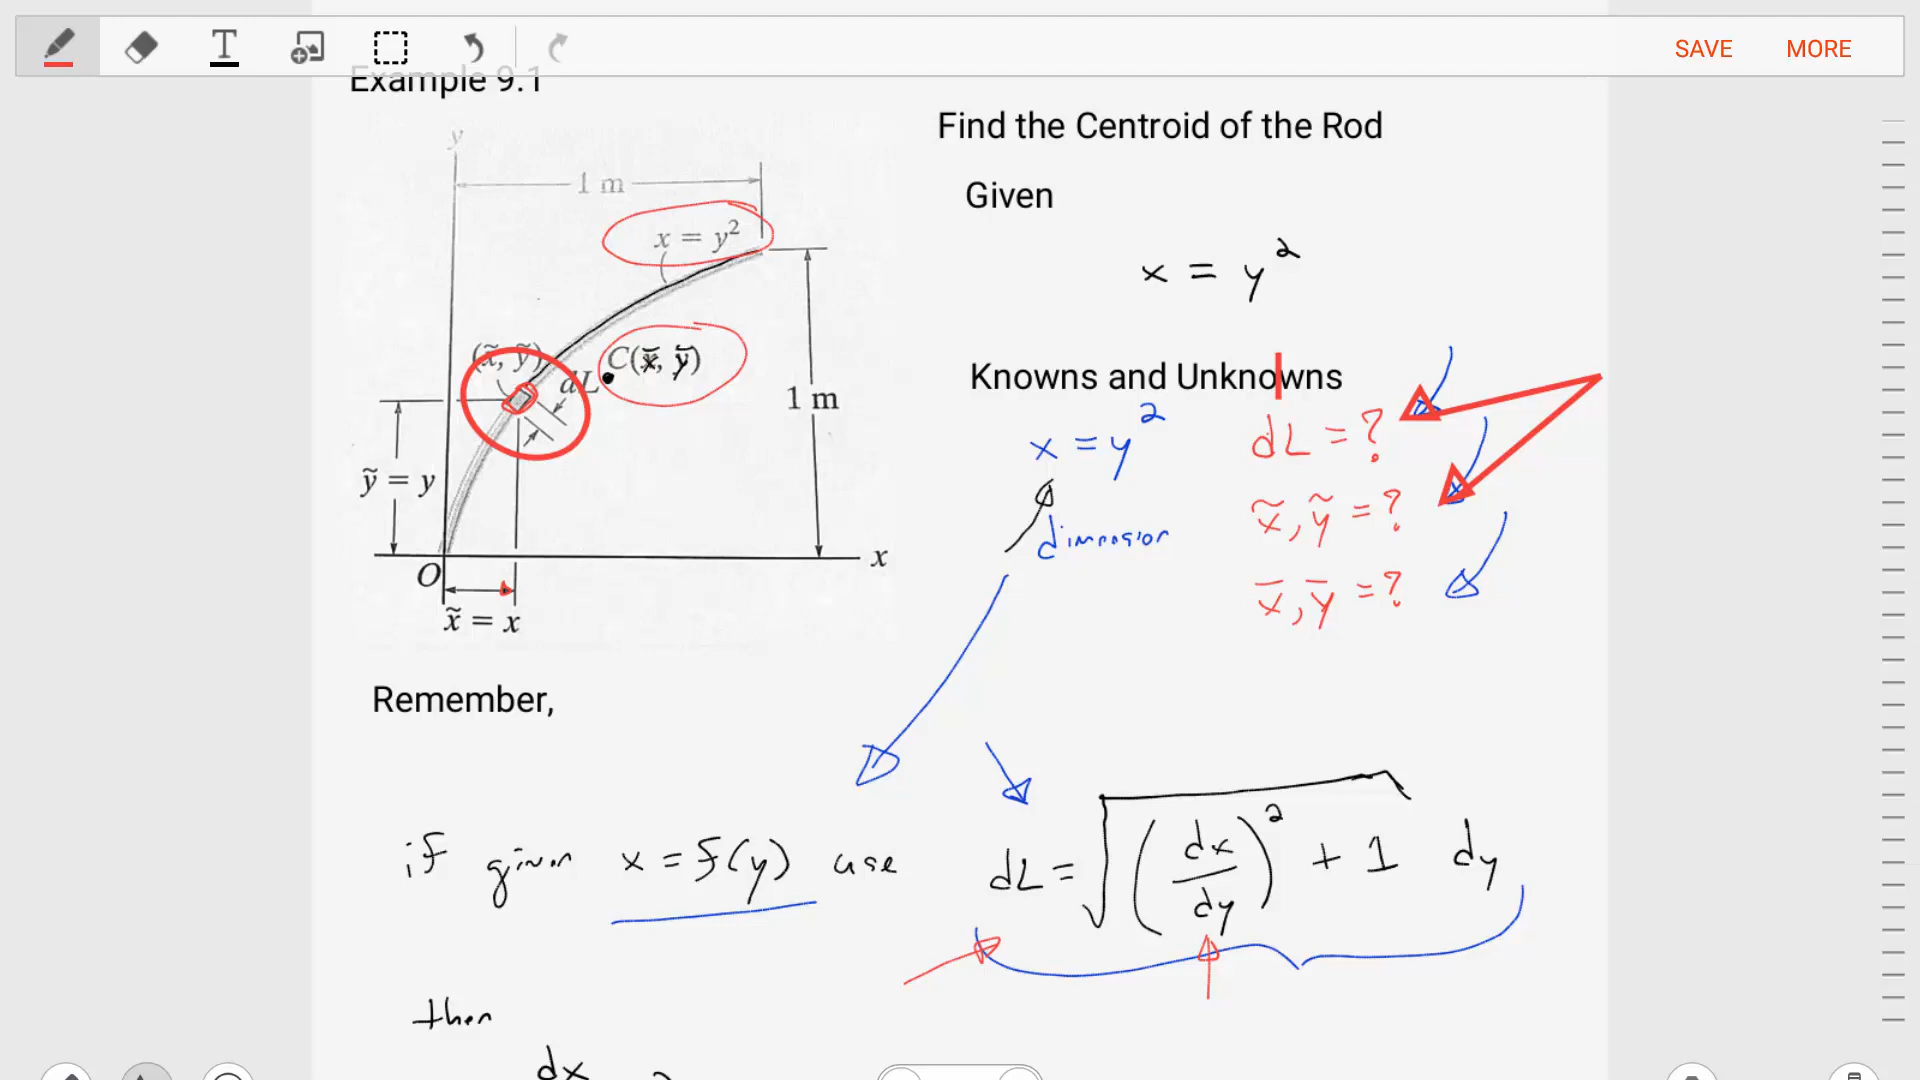 T
SAVE
MORE
Example 9.1
y
1 m
x = y²
(x̃, ỹ)
dL
C(x̄, ȳ)
1 m
ỹ = y
O
x
x̃ = x
Find the Centroid of the Rod
Given
x = y²
Knowns and Unknowns
x = y²
dimension
dL = ?
x̃, ỹ = ?
x̄, ȳ = ?
Remember,
if given x = f(y) use dL = √((dx/dy)² + 1) dy
then
dx